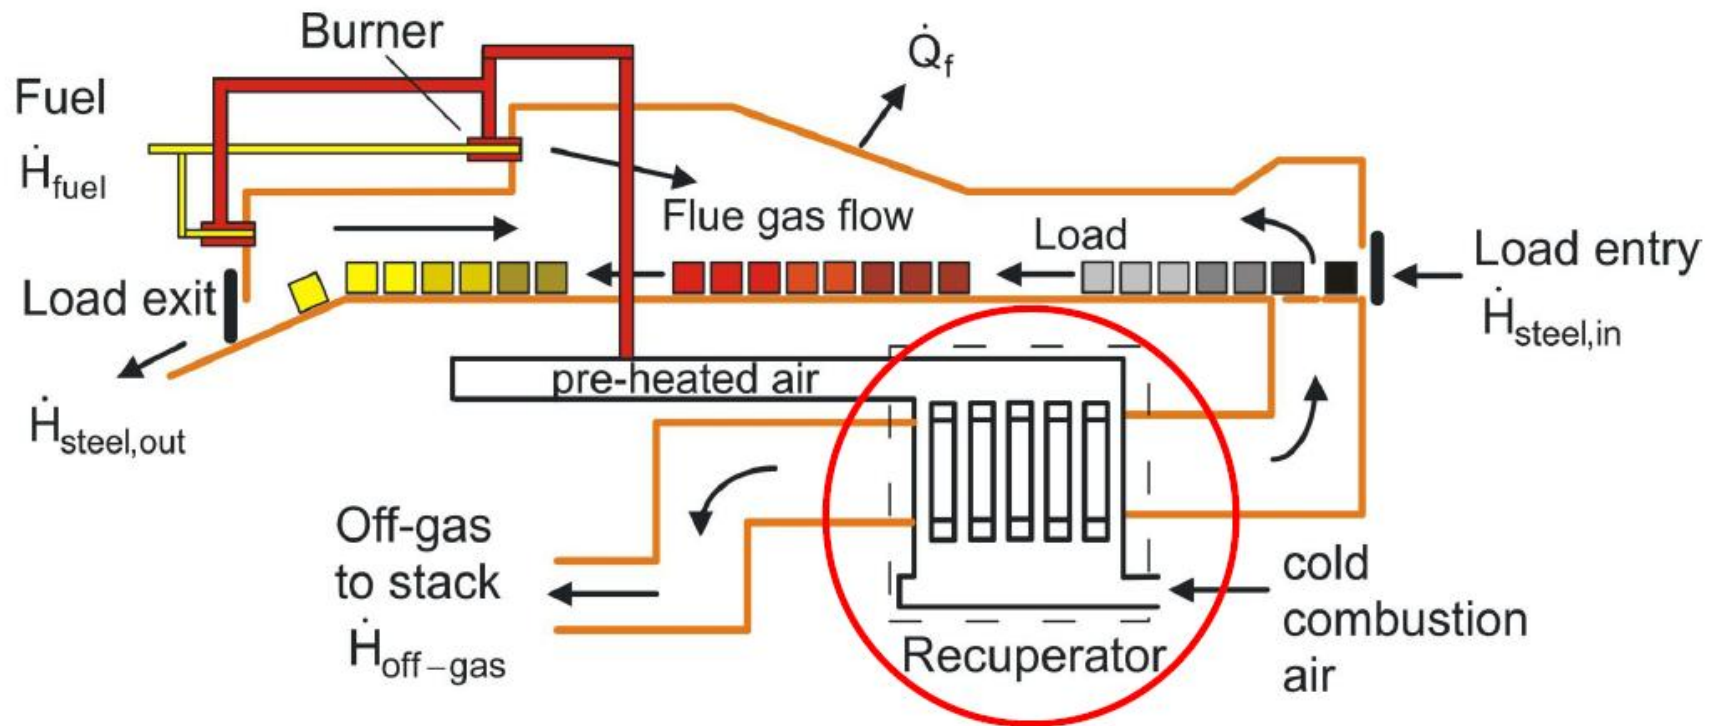 Burner
Fuel
Ḣfuel
Q̇f
Flue gas flow
Load
Load entry
Ḣsteel,in
Load exit
Ḣsteel,out
pre-heated air
Off-gas
to stack
Ḣoff-gas
Recuperator
cold
combustion
air